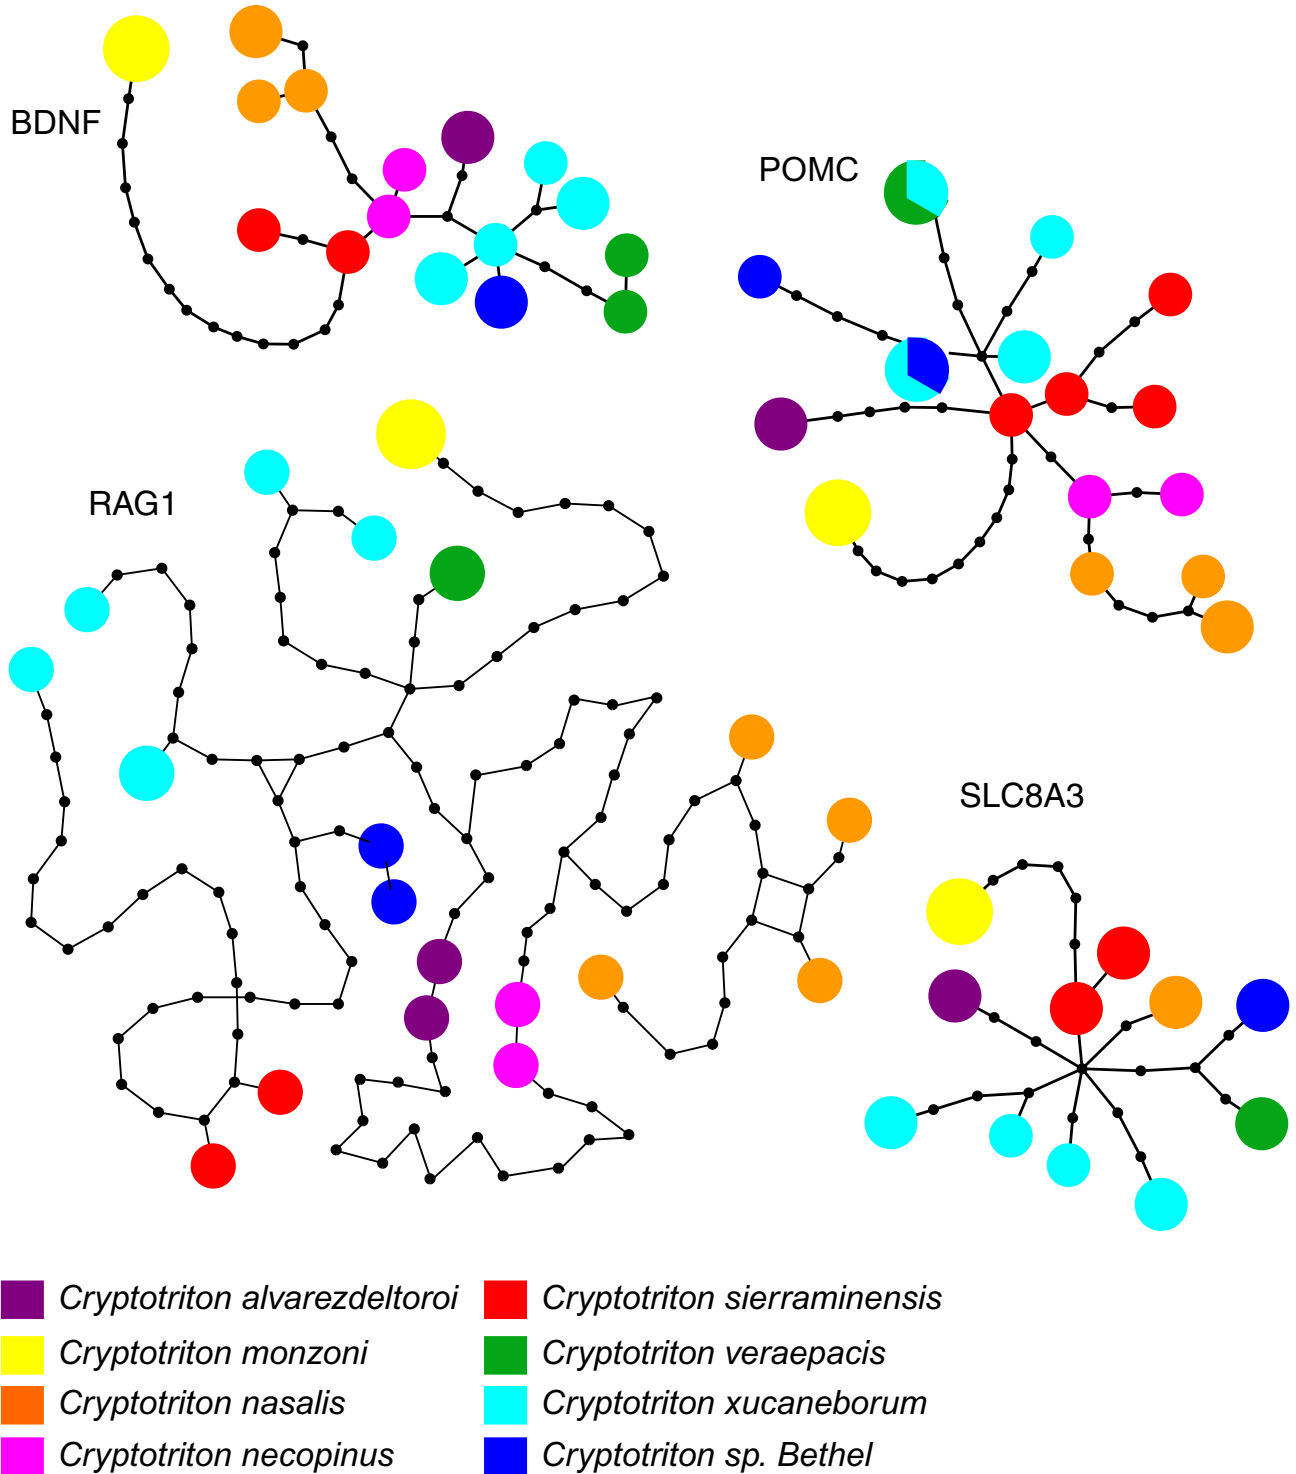 BDNF
POMC
RAG1
SLC8A3
Cryptotriton alvarezdeltoroi
Cryptotriton sierraminensis
Cryptotriton monzoni
Cryptotriton veraepacis
Cryptotriton nasalis
Cryptotriton xucaneborum
Cryptotriton necopinus
Cryptotriton sp. Bethel